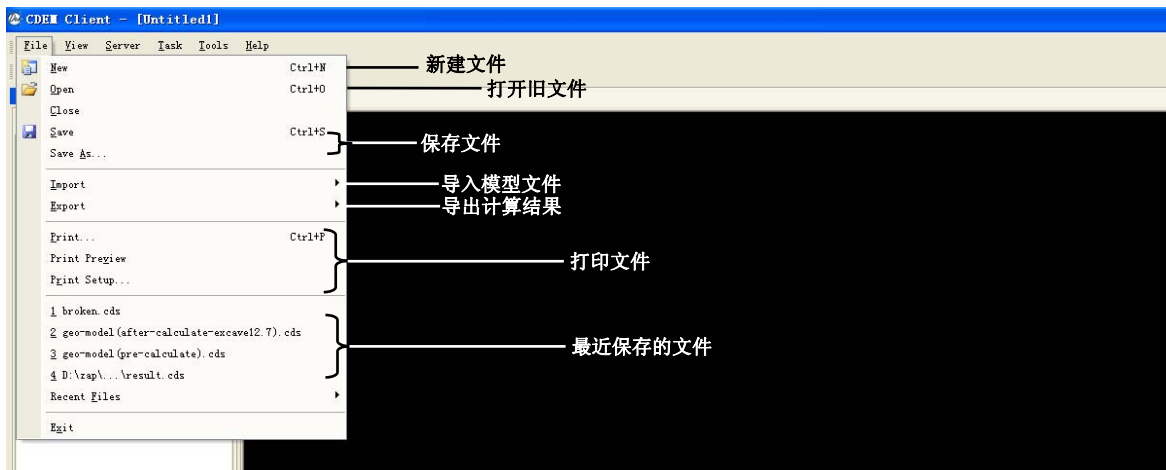 CDEM Client - [Untitled1]
File View Server Task Tools Help
New Ctrl+N 新建文件
Open Ctrl+O 打开旧文件
Close
Save Ctrl+S 保存文件
Save As...
Import 导入模型文件
Export 导出计算结果
Print... Ctrl+P
Print Preview 打印文件
Print Setup...
1 broken.cds
2 geo-model(after-calculate-excave12.7).cds
3 geo-model(pre-calculate).cds 最近保存的文件
4 D:\zap\...\result.cds
Recent Files
Exit